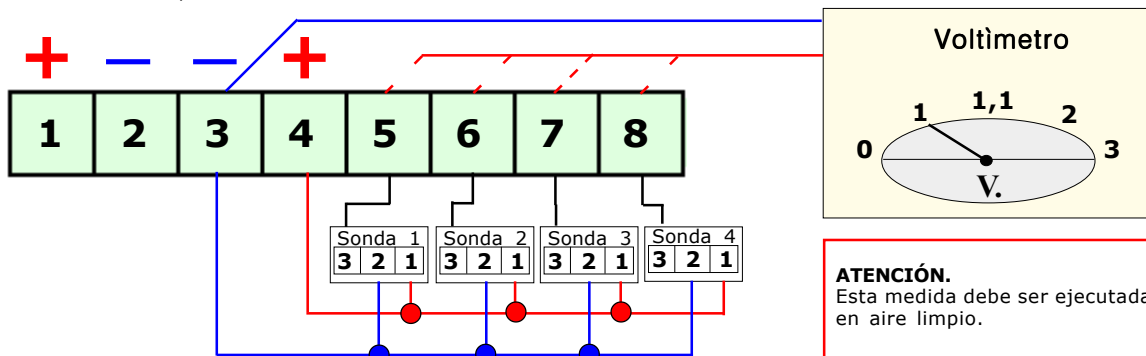 Voltìmetro
+ – – +
1 2 3 4 5 6 7 8
0 1 1,1 2 3
V.
Sonda 1
3 2 1
Sonda 2
3 2 1
Sonda 3
3 2 1
Sonda 4
3 2 1
ATENCIÓN.
Esta medida debe ser ejecutada
en aire limpio.